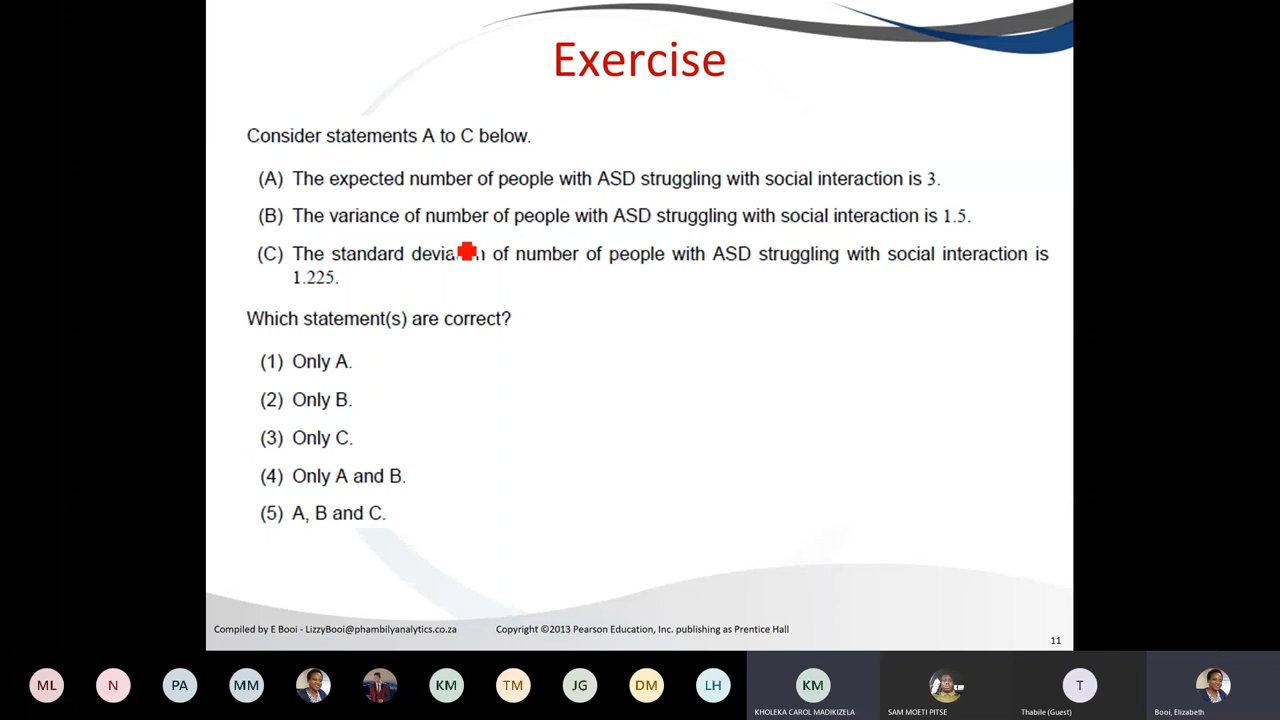 Exercise
Consider statements A to C below.
(A) The expected number of people with ASD struggling with social interaction is 3.
(B) The variance of number of people with ASD struggling with social interaction is 1.5.
(C) The standard of number of people with ASD struggling with social interaction is
1.225.
Which statement(s) are correct?
(1) Only A.
(2) Only B.
(3) Only C.
(4) Only A and B.
(5) A, B and C.
Compiled by E Booi - LizzyBooi@phambilyanalytics.co.za Copyright ©2013 Pearson Education, Inc. publishing as Prentice Hall
11
ML N PA MM KM TM JG DM LH KM T
KHOLEKA CAROL MADIKIZELA SAM MOETI PITSE Thabile (Guest) Booi, Elizabeth